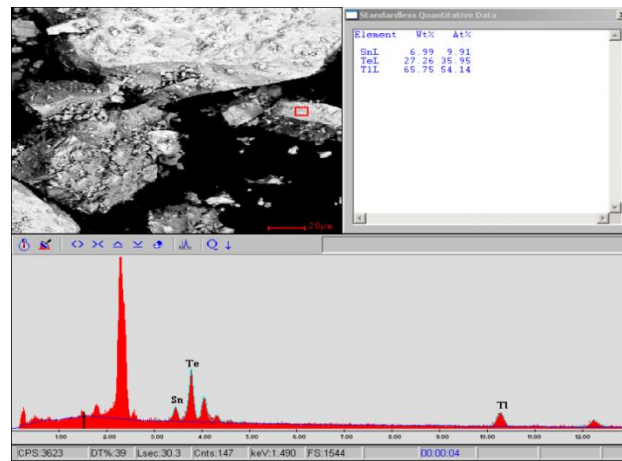 Standardless Quantitative Data
Element Wt% At%
SnL 6.99 9.91
TeL 27.26 35.95
TlL 65.75 54.14
20μm
Q
Te
Sn
Tl
1.00 2.00 3.00 4.00 5.00 6.00 7.00 8.00 9.00 10.00 11.00 12.00
CPS:3623 DT%:39 Lsec:30.3 Cnts:147 keV:1.490 FS:1544 00:00:04